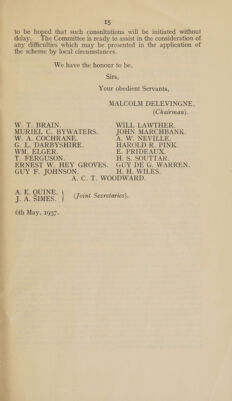 15
to be hoped that such consultations will be initiated without
delay. The Committee is ready to assist in the consideration of
any difficulties which may be presented in the application of
the scheme by local circumstances.
We have the honour to be,
Sirs,
Your obedient Servants,
MALCOLM DELEVINGNE,
(Chairman).
W. T. BRAIN. WILL LAWTHER.
MURIEL C. BYWATERS. JOHN MARCHBANK.
W. A. COCHRANE. A. W. NEVILLE.
G. L. DARBYSHIRE. HAROLD R. PINK.
WM. ELGER. E. PRIDEAUX.
T. FERGUSON. H. S. SOUTTAR.
ERNEST W. HEY GROVES. GUY DE G. WARREN.
GUY F. JOHNSON. H. H. WILES.
A. C. T. WOODWARD.
A. E. QUINE. }
J. A. SIMES. } (Joint Secretaries).
6th May, 1937.